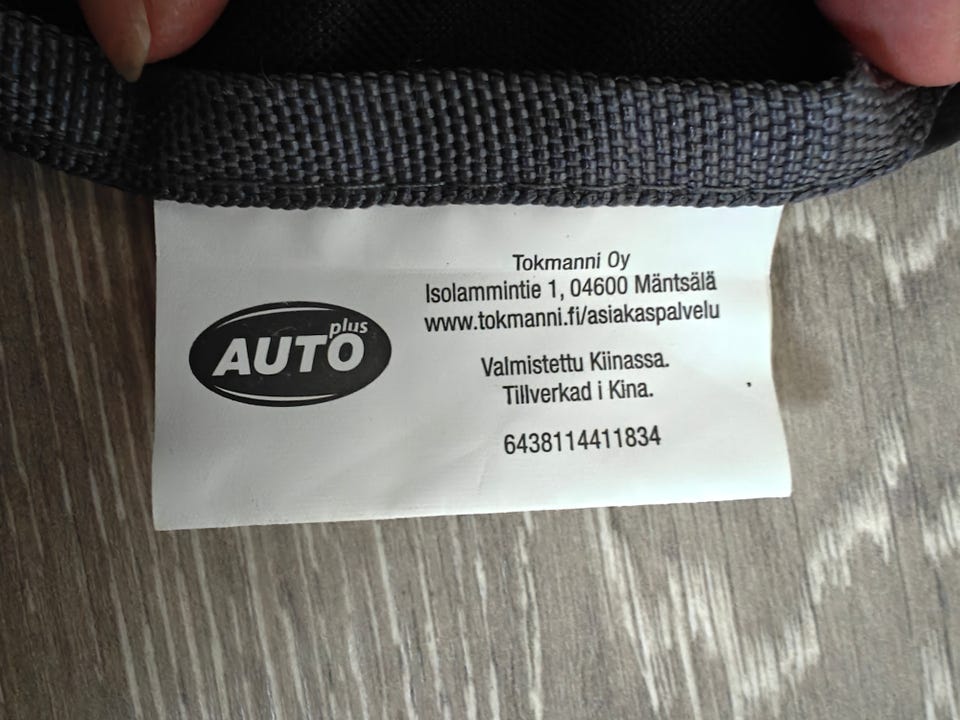 AUTO plus
Tokmanni Oy
Isolammintie 1, 04600 Mäntsälä
www.tokmanni.fi/asiakaspalvelu
Valmistettu Kiinassa.
Tillverkad i Kina.
6438114411834